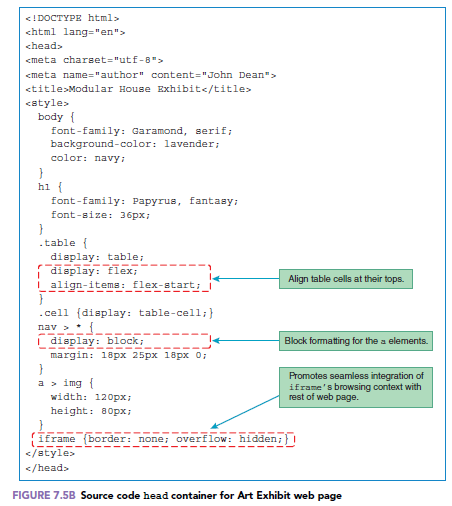 <!DOCTYPE html>
<html lang="en">
<head>
<meta charset="utf-8">
<meta name="author" content="John Dean">
<title>Modular House Exhibit</title>
<style>
body {
font-family: Garamond, serif;
background-color: lavender;
color: navy;
}
h1 {
font-family: Papyrus, fantasy;
font-size: 36px;
}
.table {
display: table;
display: flex;
align-items: flex-start;
Align table cells at their tops.
}
.cell {display: table-cell;}
nav > * {
display: block;
Block formatting for the a elements.
margin: 18px 25px 18px 0;
}
a > img {
width: 120px;
height: 80px;
}
Promotes seamless integration of
iframe's browsing context with
rest of web page.
iframe {border: none; overflow: hidden;}
</style>
</head>
FIGURE 7.5B Source code head container for Art Exhibit web page